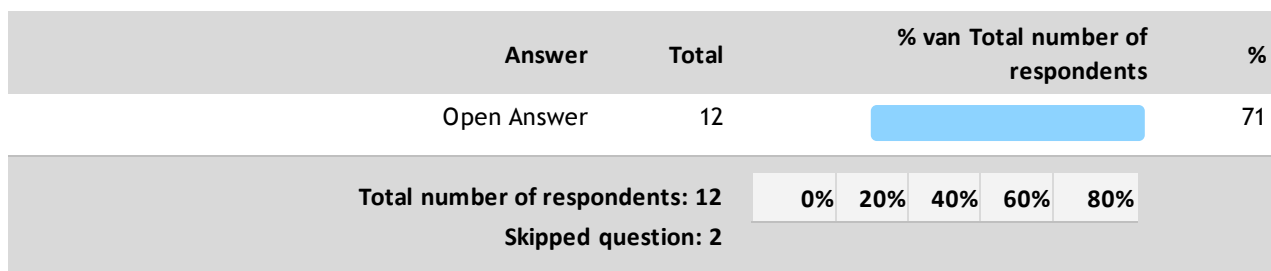 Answer Total % van Total number of respondents %
Open Answer 12 71
Total number of respondents: 12 0% 20% 40% 60% 80%
Skipped question: 2